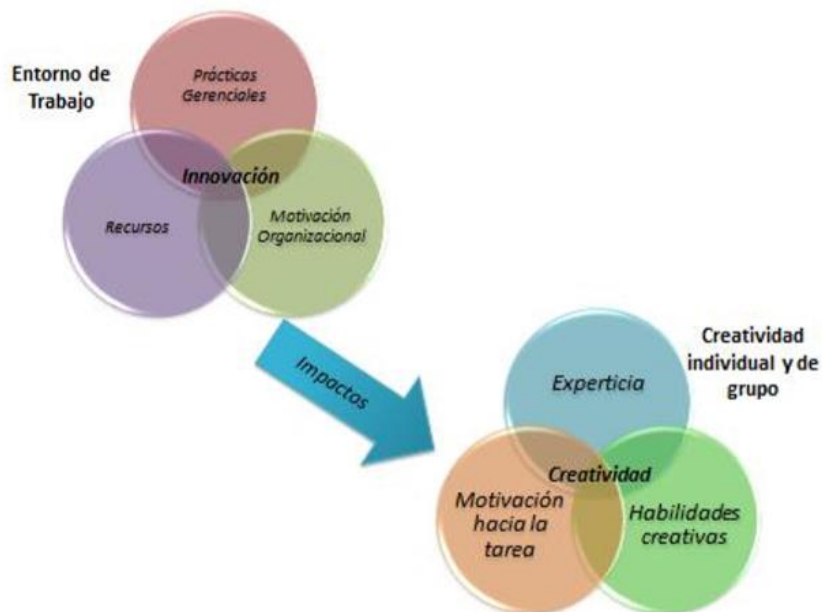 Entorno de
Trabajo
Prácticas
Gerenciales
Innovación
Recursos
Motivación
Organizacional
Impactos
Creatividad
individual y de
grupo
Experticia
Creatividad
Motivación
hacia la
tarea
Habilidades
creativas